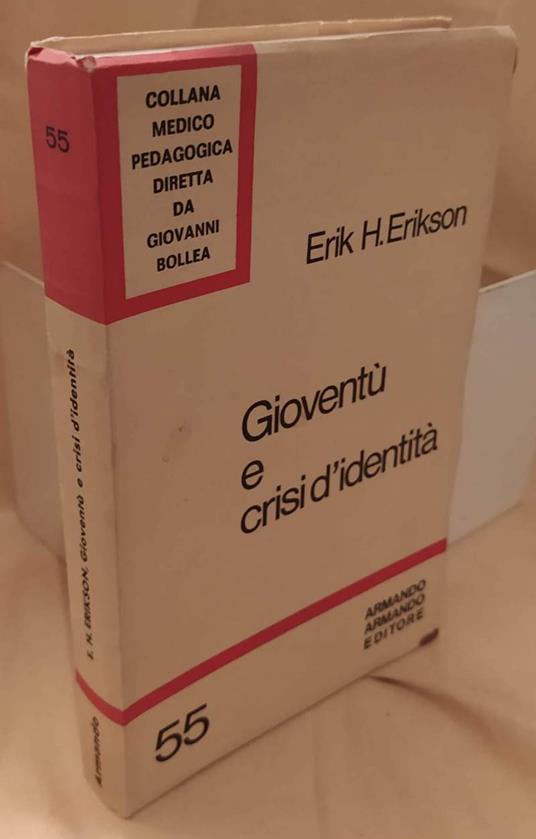 55
E. H. ERIKSON, Gioventù e crisi d'identità
Armando
COLLANA
MEDICO
PEDAGOGICA
DIRETTA
DA
GIOVANNI
BOLLEA
Erik H. Erikson
Gioventù
e
crisi d'identità
ARMANDO
ARMANDO
EDITORE
55